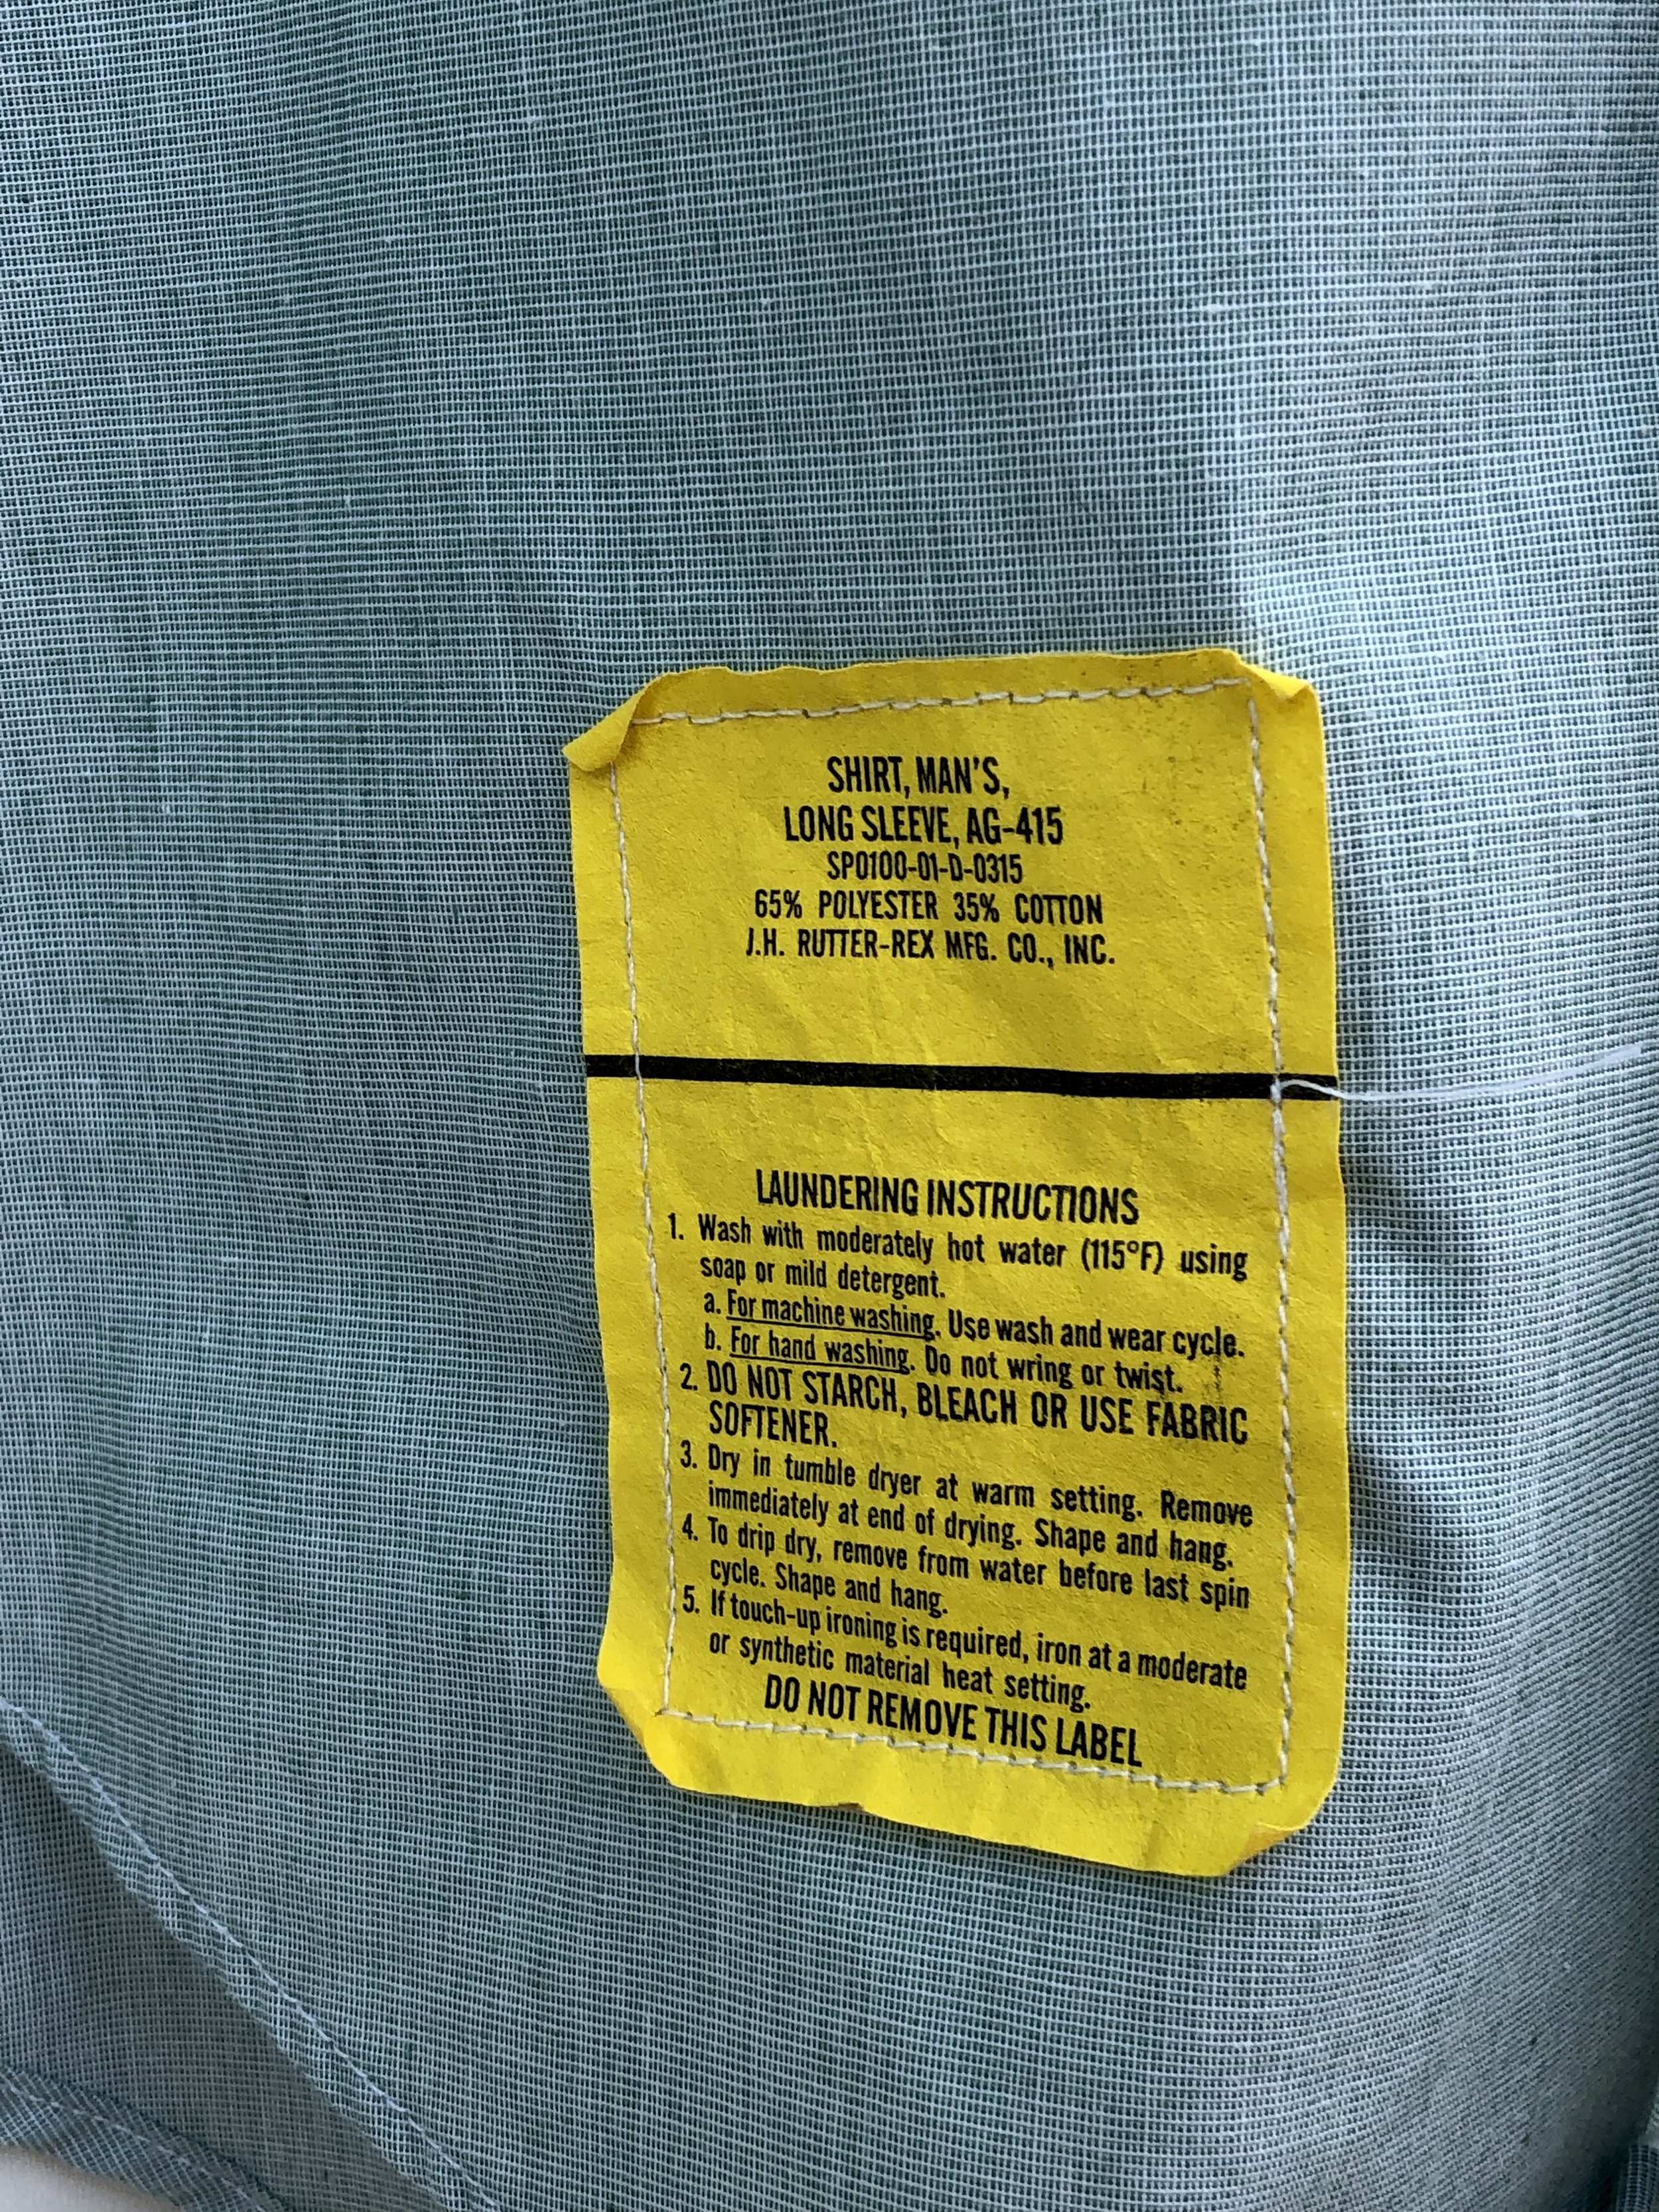 SHIRT, MAN'S,
LONG SLEEVE, AG-415
SPO100-01-D-0315
65% POLYESTER 35% COTTON
J.H. RUTTER-REX MFG. CO., INC.
LAUNDERING INSTRUCTIONS
1. Wash with moderately hot water (115°F) using
soap or mild detergent.
a. For machine washing. Use wash and wear cycle.
b. For hand washing. Do not wring or twist.
2. DO NOT STARCH, BLEACH OR USE FABRIC
SOFTENER.
3. Dry in tumble dryer at warm setting. Remove
immediately at end of drying. Shape and hang.
4. To drip dry, remove from water before last spin
cycle. Shape and hang.
5. If touch-up ironing is required, iron at a moderate
or synthetic material heat setting.
DO NOT REMOVE THIS LABEL